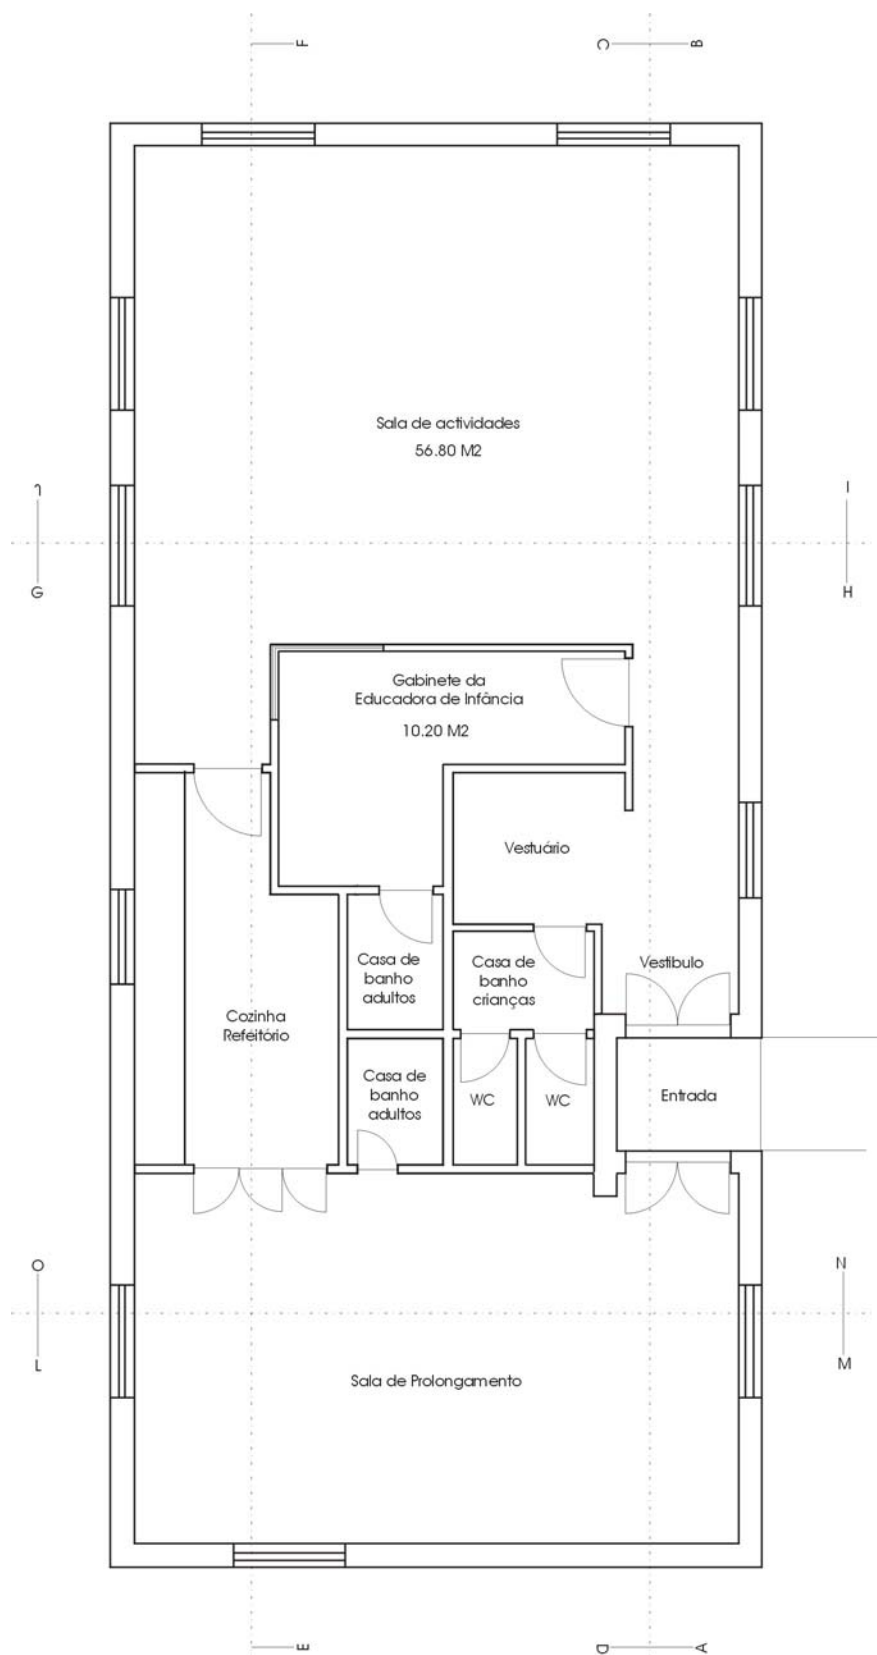 F
C
B
Sala de actividades
56.80 M2
J
I
G
H
Gabinete da
Educadora de Infância
10.20 M2
Vestuário
Casa de
banho
adultos
Casa de
banho
crianças
Vestibulo
Cozinha
Refeitório
Casa de
banho
adultos
WC
WC
Entrada
O
N
L
M
Sala de Prolongamento
E
D
A